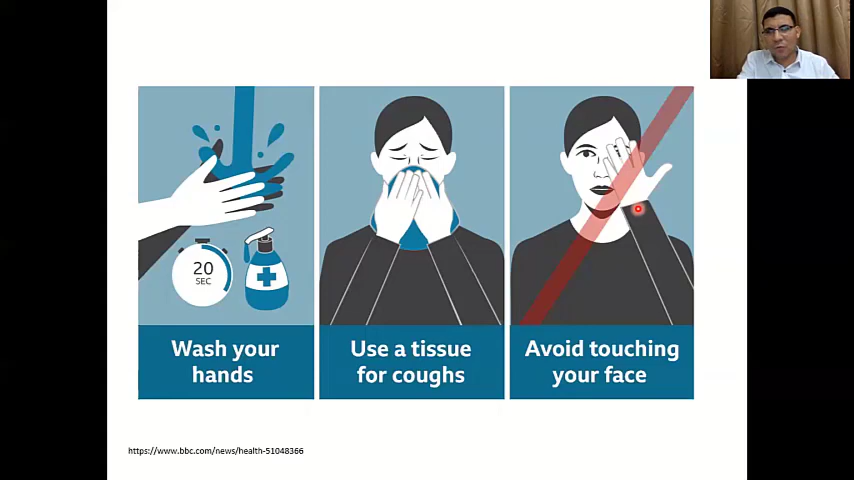 20
SEC
Wash your
hands
Use a tissue
for coughs
Avoid touching
your face
https://www.bbc.com/news/health-51048366